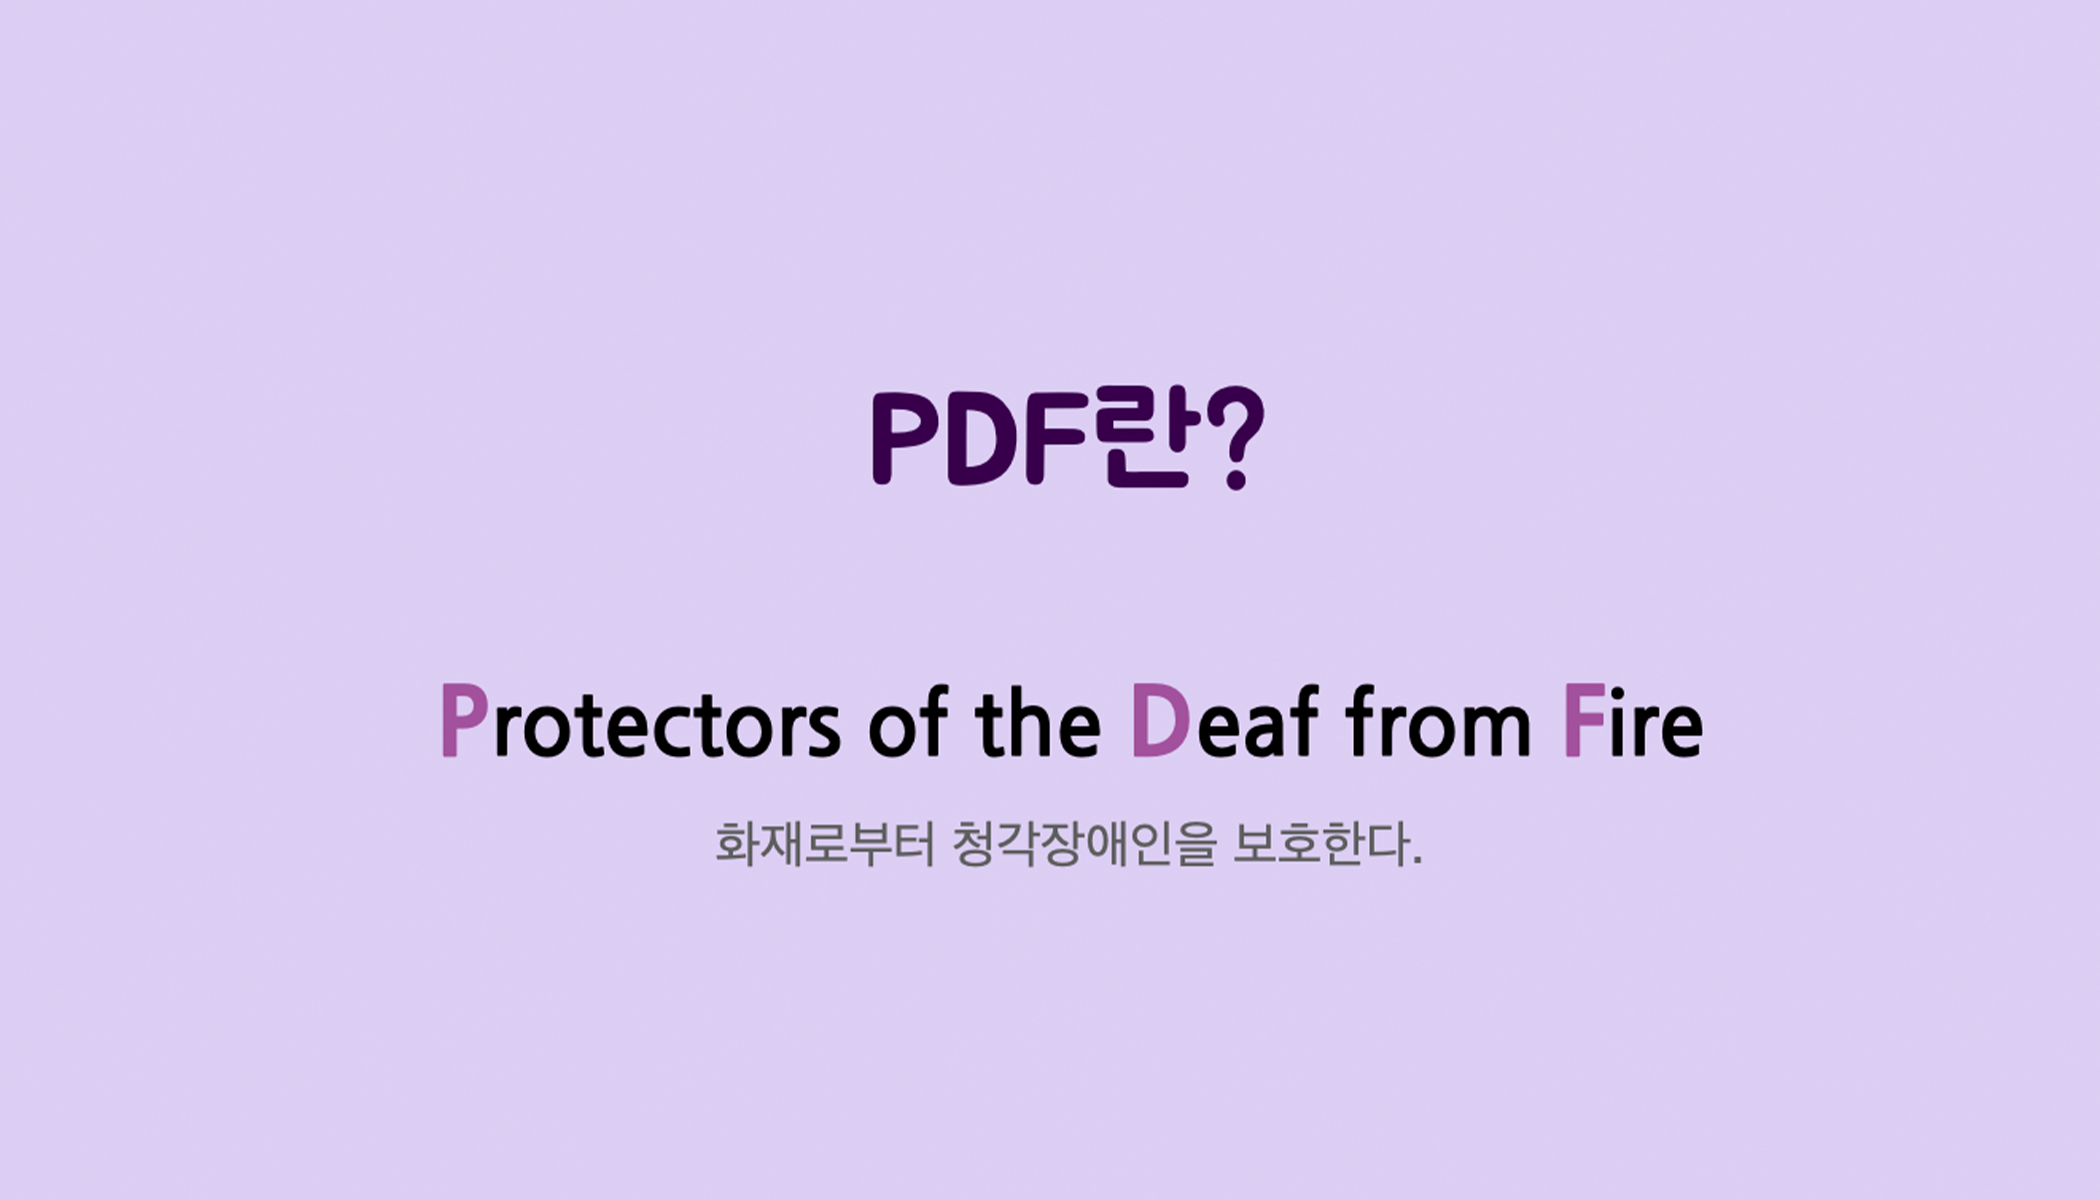 PDF란?
Protectors of the Deaf from Fire
화재로부터 청각장애인을 보호한다.